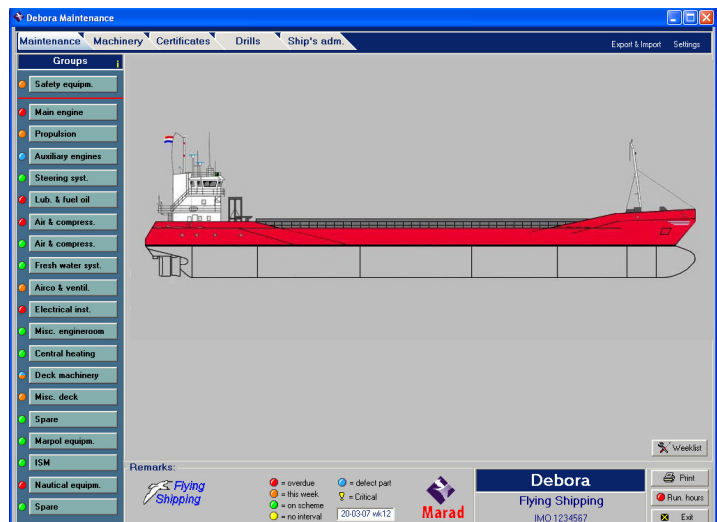 Debora Maintenance
Maintenance Machinery Certificates Drills Ship's adm. Export & Import Settings
Groups i
Safety equipm.
Main engine
Propulsion
Auxiliary engines
Steering syst.
Lub. & fuel oil
Air & compress.
Air & compress.
Fresh water syst.
Airco & ventil.
Electrical inst.
Misc. engineroom
Central heating
Deck machinery
Misc. deck
Spare
Marpol equipm.
ISM
Nautical equipm.
Spare
Weeklist
Remarks:
Flying
Shipping
= overdue
= this week
= on scheme
= no interval
= defect part
= Critical
20-03-07 wk12
Marad
Debora
Flying Shipping
IMO 1234567
Print
Run. hours
Exit